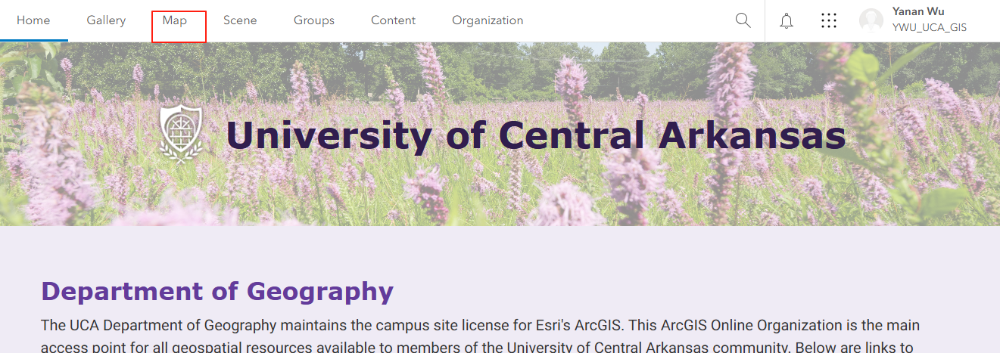 Home Gallery Map Scene Groups Content Organization
Yanan Wu
YWU_UCA_GIS
University of Central Arkansas
Department of Geography
The UCA Department of Geography maintains the campus site license for Esri's ArcGIS. This ArcGIS Online Organization is the main
access point for all geospatial resources available to members of the University of Central Arkansas community. Below are links to